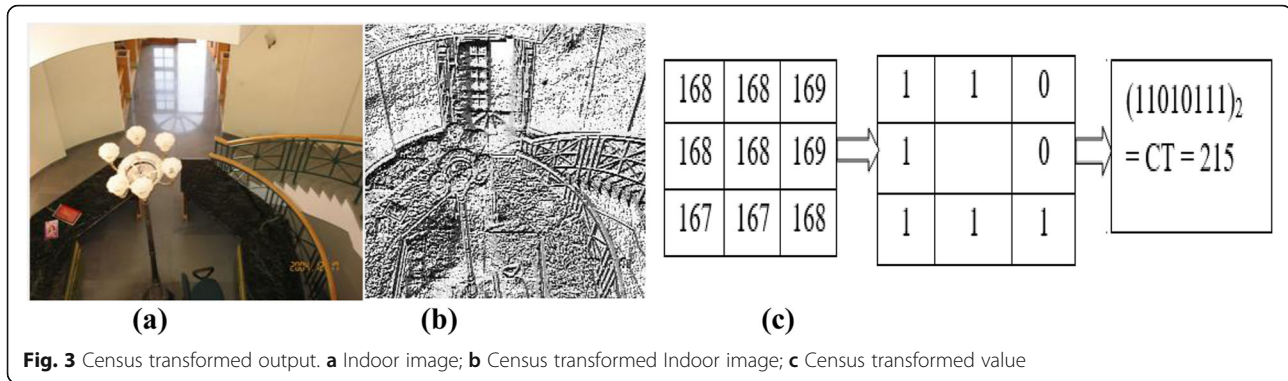 168 168 169
168 168 169
167 167 168
1 1 0
1 0
1 1 1
(11010111)₂
= CT = 215
(a)
(b)
(c)
Fig. 3 Census transformed output. a Indoor image; b Census transformed Indoor image; c Census transformed value